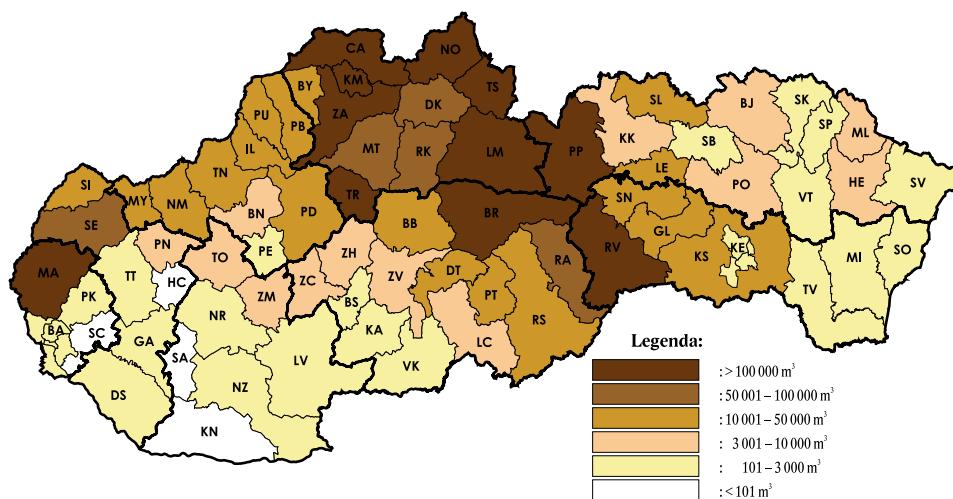 CA
NO
KM
TS
BY
ZA
DK
PU
PB
SL
BJ
SK
SP
ML
KK
SB
IL
MT
RK
LM
PP
LE
PO
HE
SV
VT
TN
SI
MY
NM
BN
PD
TR
BB
BR
SN
GL
RV
KS
KE
SE
PN
PE
TO
ZH
ZV
RA
MI
SO
MA
TT
HC
ZC
DT
TV
PK
ZM
BS
PT
NR
KA
RS
BA
SC
GA
SA
LV
LC
VK
DS
NZ
KN
Legenda:
:> 100 000 m³
: 50 001 – 100 000 m³
: 10 001 – 50 000 m³
: 3 001 – 10 000 m³
: 101 – 3 000 m³
: < 101 m³